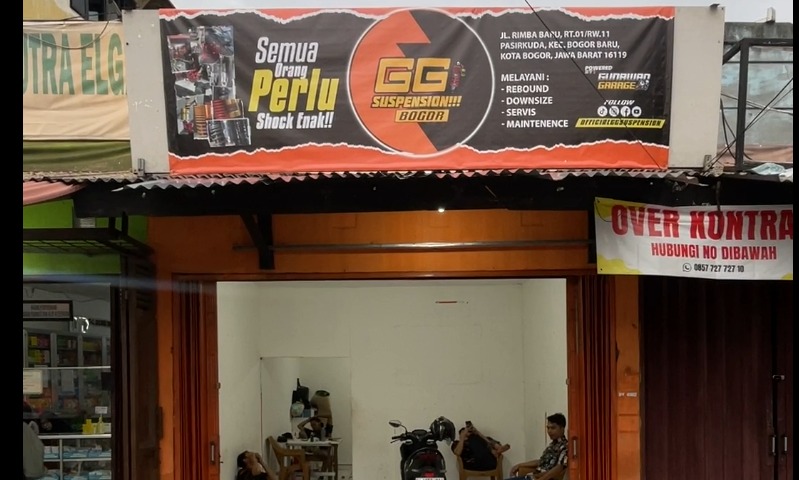 UTRA ELG
Semua
Orang
Perlu
Shock Enak!!
GG
SUSPENSION!!!
BOGOR
JL. RIMBA BARU, RT.01/RW.11
PASIRKUDA, KEC. BOGOR BARU,
KOTA BOGOR, JAWA BARAT 16119
MELAYANI :
- REBOUND
- DOWNSIZE
- SERVIS
- MAINTENENCE
POWERED
GUNAWAN
GARAGE
FOLLOW
OFFICIALGGSUSPENSION
OVER KONTRA
HUBUNGI NO DIBAWAH
0857 727 727 10